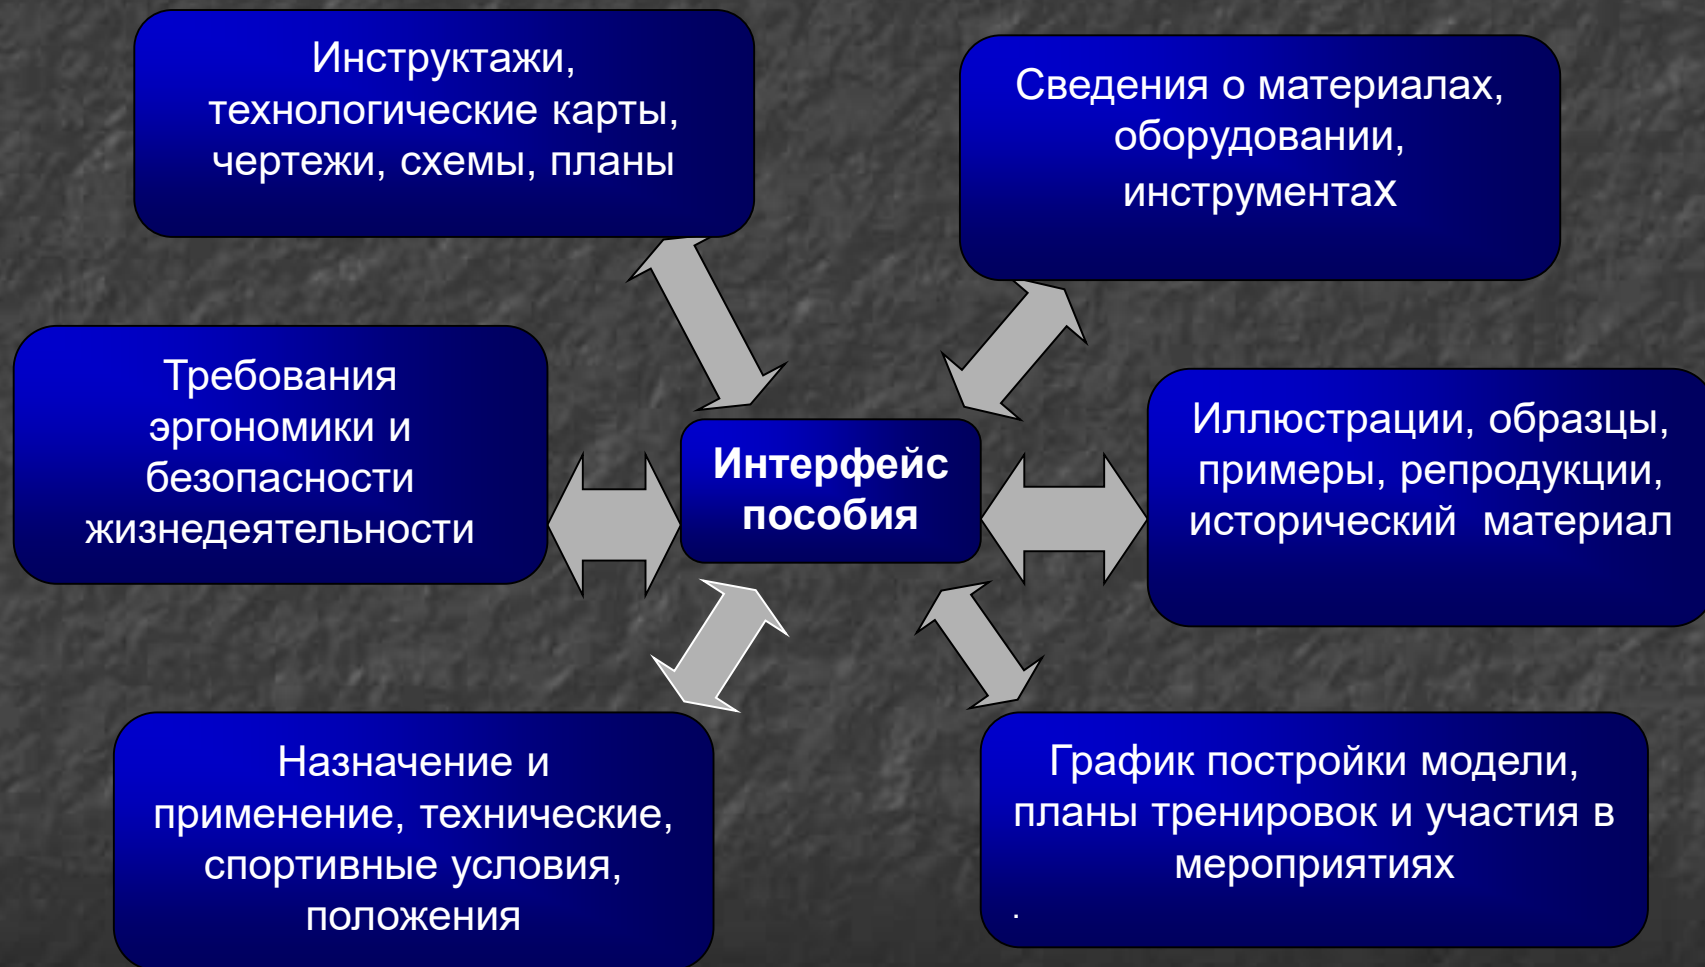 Инструктажи,
технологические карты,
чертежи, схемы, планы
Сведения о материалах,
оборудовании,
инструментах
Требования
эргономики и
безопасности
жизнедеятельности
Интерфейс
пособия
Иллюстрации, образцы,
примеры, репродукции,
исторический материал
Назначение и
применение, технические,
спортивные условия,
положения
График постройки модели,
планы тренировок и участия в
мероприятиях
.